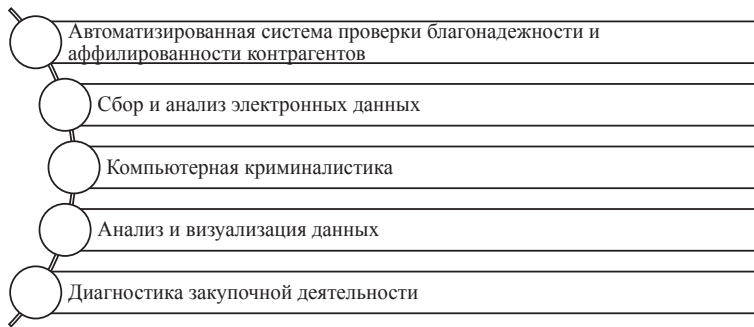 Автоматизированная система проверки благонадежности и
аффилированности контрагентов
Сбор и анализ электронных данных
Компьютерная криминалистика
Анализ и визуализация данных
Диагностика закупочной деятельности